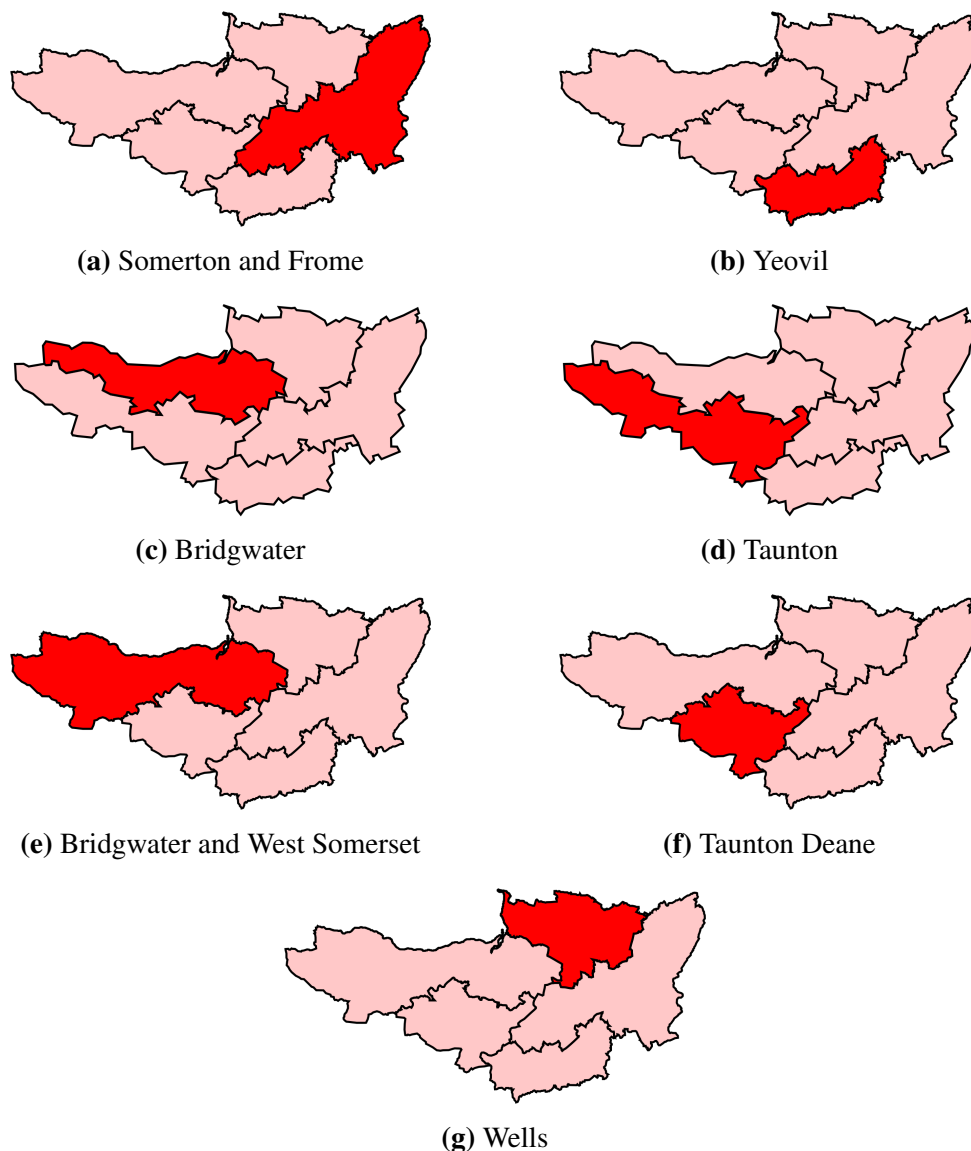 (a) Somerton and Frome
(b) Yeovil
(c) Bridgwater
(d) Taunton
(e) Bridgwater and West Somerset
(f) Taunton Deane
(g) Wells